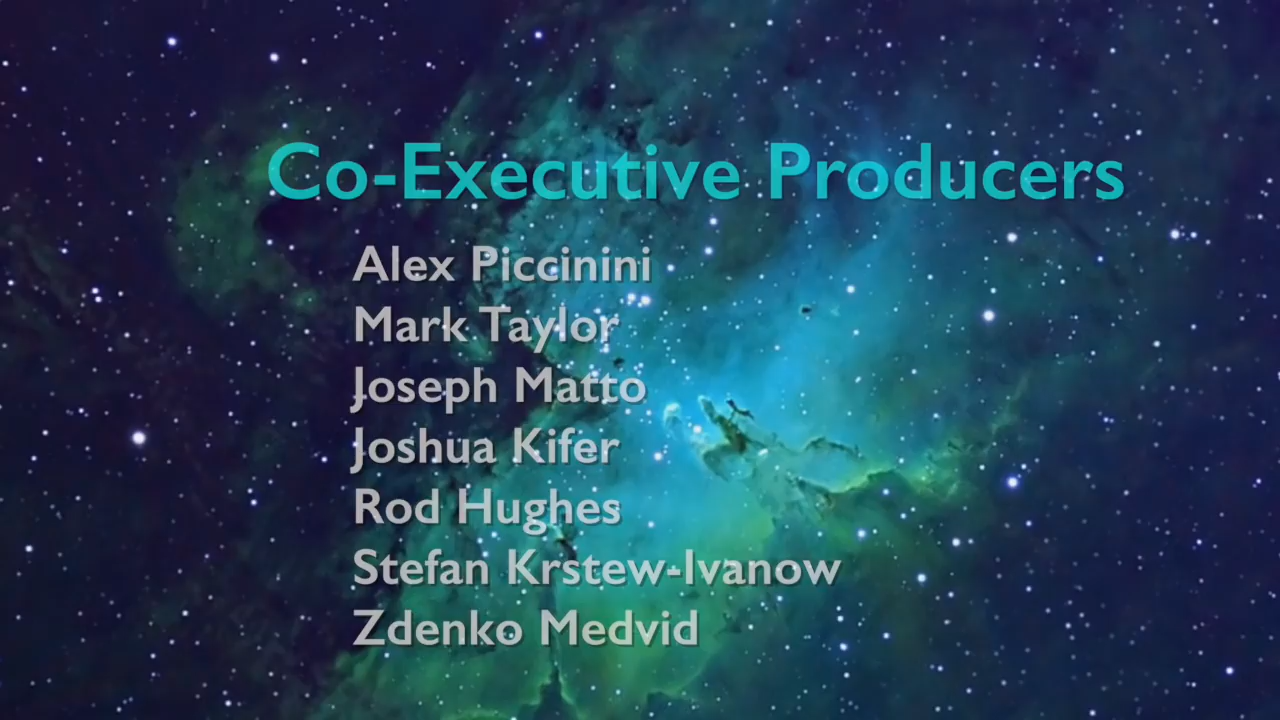 Co-Executive Producers
Alex Piccinini
Mark Taylor
Joseph Matto
Joshua Kifer
Rod Hughes
Stefan Krstew-Ivanow
Zdenko Medvid